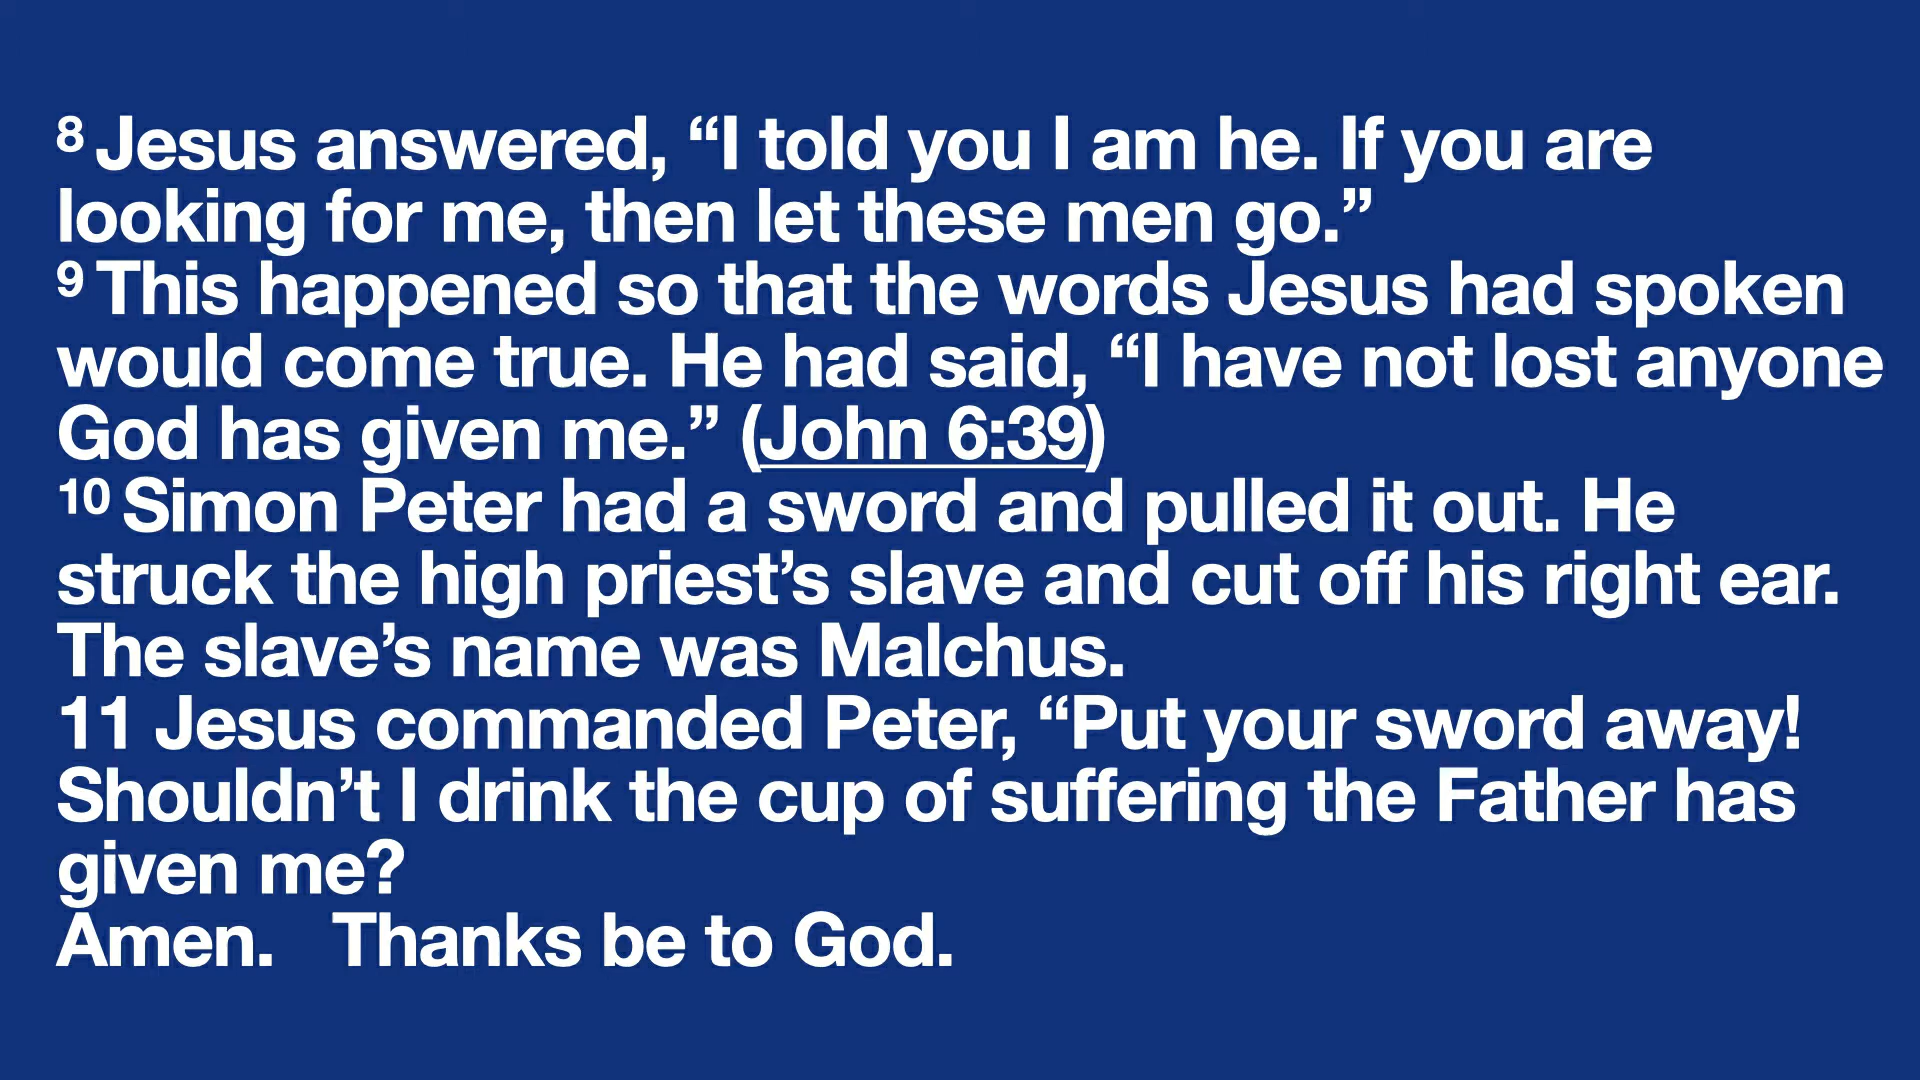 8 Jesus answered, “I told you I am he. If you are
looking for me, then let these men go.”
9 This happened so that the words Jesus had spoken
would come true. He had said, “I have not lost anyone
God has given me.” (John 6:39)
10 Simon Peter had a sword and pulled it out. He
struck the high priest’s slave and cut off his right ear.
The slave’s name was Malchus.
11 Jesus commanded Peter, “Put your sword away!
Shouldn’t I drink the cup of suffering the Father has
given me?
Amen.   Thanks be to God.